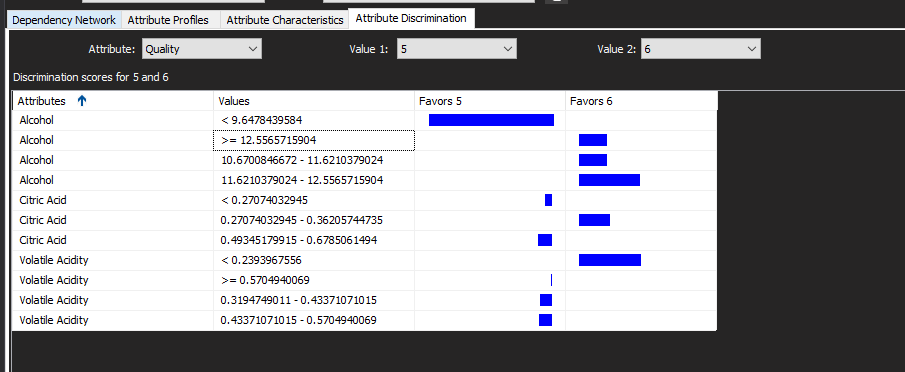 Dependency Network Attribute Profiles Attribute Characteristics Attribute Discrimination
Attribute: Quality Value 1: 5 Value 2: 6
Discrimination scores for 5 and 6
Attributes Values Favors 5 Favors 6
Alcohol < 9.6478439584
Alcohol >= 12.5565715904
Alcohol 10.6700846672 - 11.6210379024
Alcohol 11.6210379024 - 12.5565715904
Citric Acid < 0.27074032945
Citric Acid 0.27074032945 - 0.36205744735
Citric Acid 0.49345179915 - 0.6785061494
Volatile Acidity < 0.2393967556
Volatile Acidity >= 0.5704940069
Volatile Acidity 0.3194749011 - 0.43371071015
Volatile Acidity 0.43371071015 - 0.5704940069